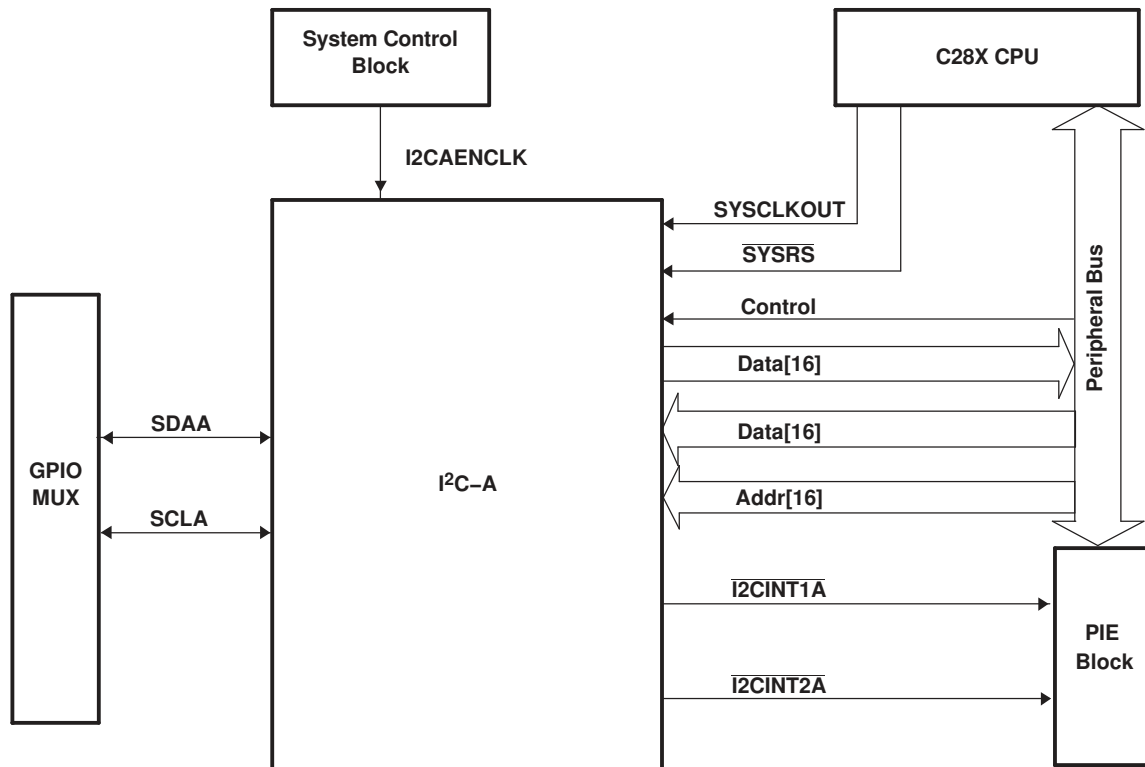 System Control
Block
C28X CPU
I2CAENCLK
SYSCLKOUT
SYSRS
Control
Data[16]
Data[16]
Addr[16]
Peripheral Bus
SDAA
SCLA
GPIO
MUX
I²C–A
I2CINT1A
I2CINT2A
PIE
Block